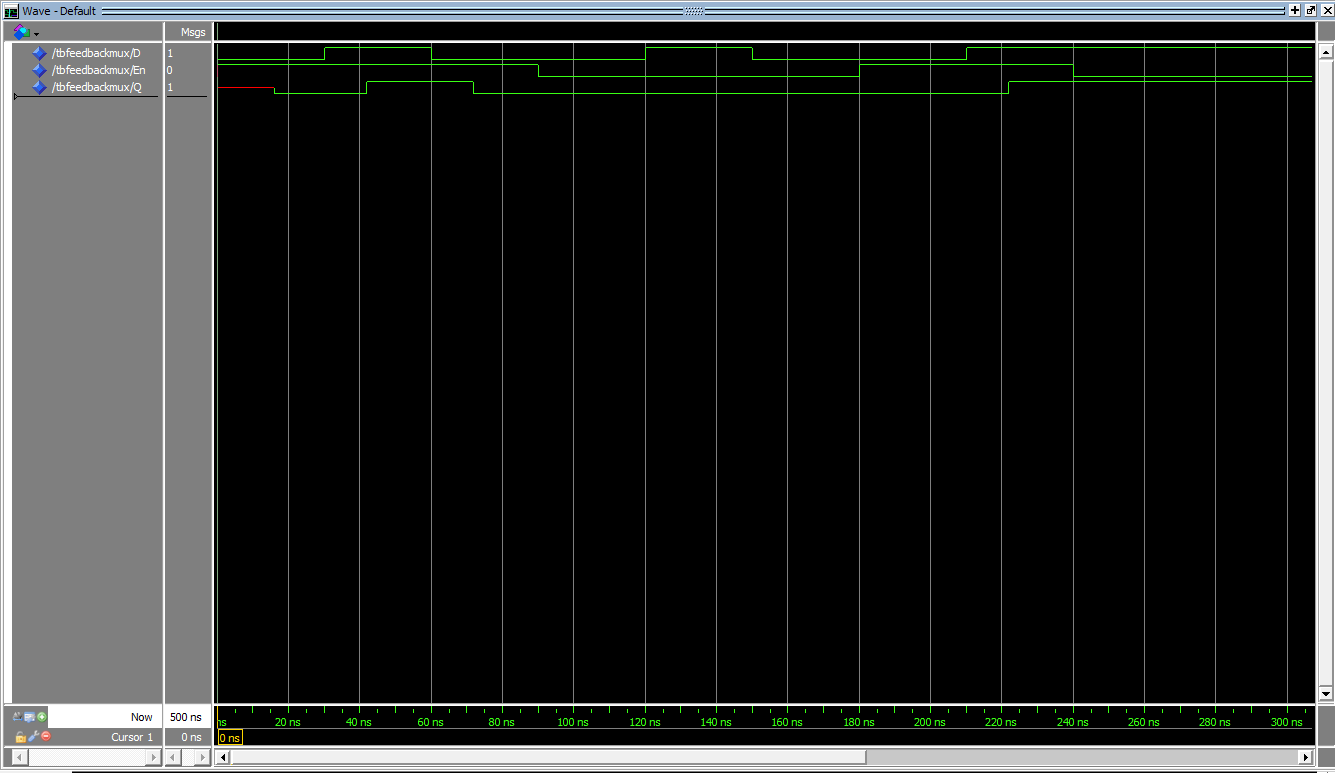 Wave - Default
Msgs
/tbfeedbackmux/D 1
/tbfeedbackmux/En 0
/tbfeedbackmux/Q 1
Now 500 ns
ns 20 ns 40 ns 60 ns 80 ns 100 ns 120 ns 140 ns 160 ns 180 ns 200 ns 220 ns 240 ns 260 ns 280 ns 300 ns
Cursor 1 0 ns 0 ns